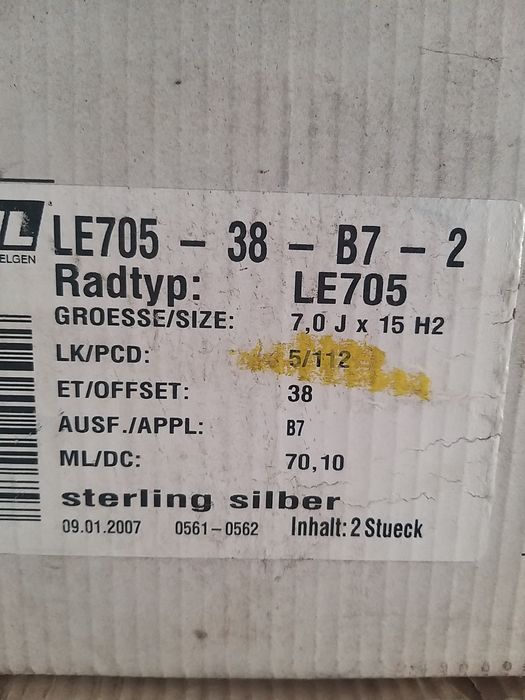 LE705 - 38 - B7 - 2
ELGEN
Radtyp: LE705
GROESSE/SIZE: 7,0 J x 15 H2
LK/PCD: 5/112
ET/OFFSET: 38
AUSF./APPL: B7
ML/DC: 70,10
sterling silber
09.01.2007 0561-0562 Inhalt: 2 Stueck